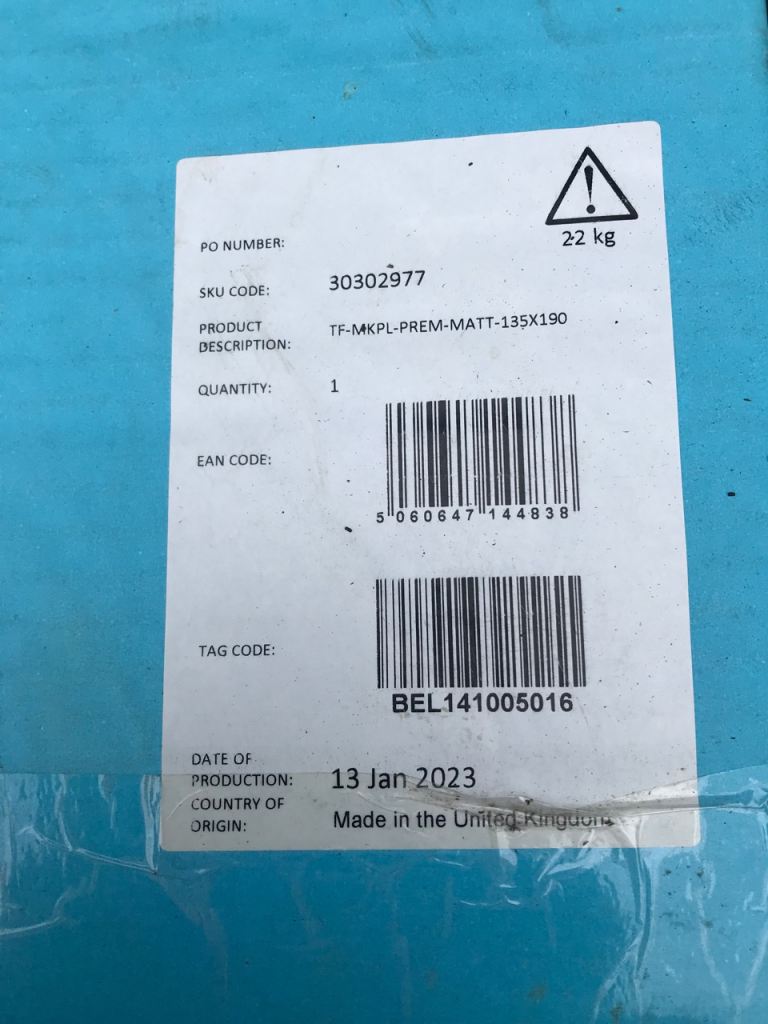 22 kg
PO NUMBER:
SKU CODE: 30302977
PRODUCT DESCRIPTION: TF-MKPL-PREM-MATT-135X190
QUANTITY: 1
EAN CODE:
5 060647 144838
TAG CODE:
BEL141005016
DATE OF PRODUCTION: 13 Jan 2023
COUNTRY OF ORIGIN: Made in the United Kingdom